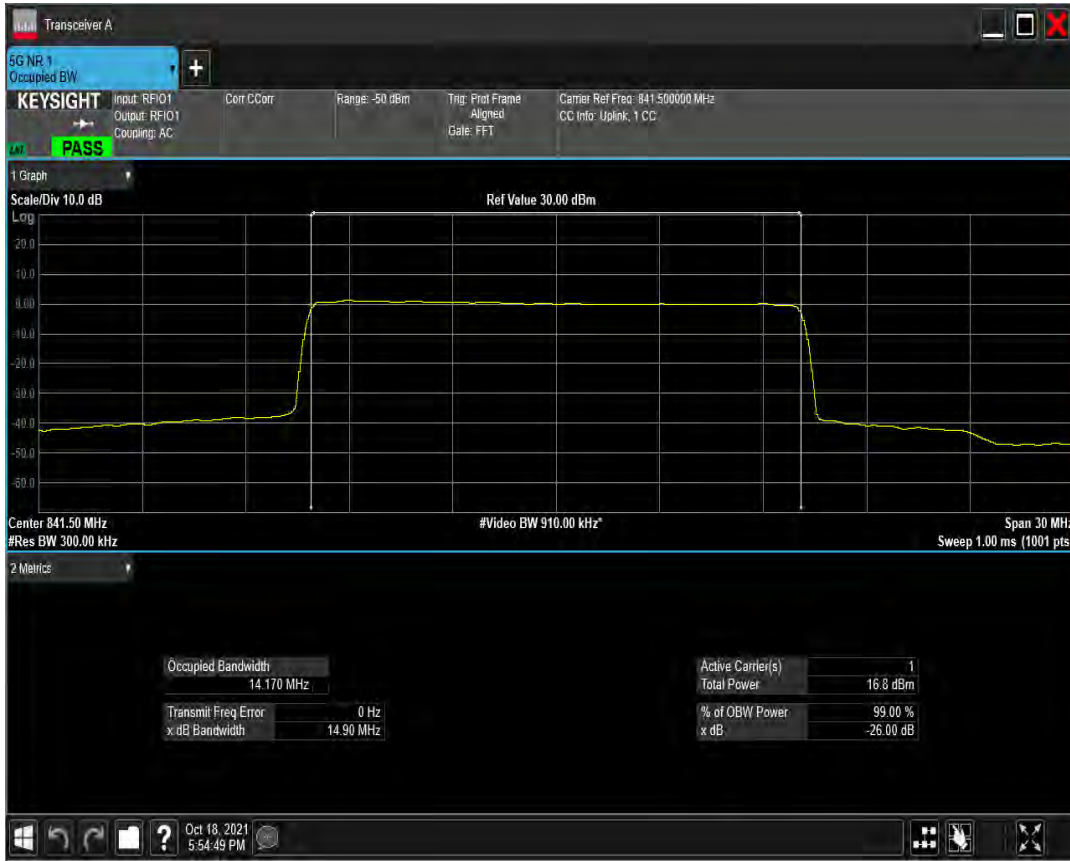 Transceiver A
5G NR 1
Occupied BW
+
KEYSIGHT
Input: RFIO1
Output: RFIO1
Coupling: AC
Corr CCorr
Range: -50 dBm
Trig: Prot Frame
Aligned
Gate: FFT
Carrier Ref Freq: 841.500000 MHz
CC Info: Uplink, 1 CC
PASS
1 Graph
Scale/Div 10.0 dB
Ref Value 30.00 dBm
Log
20.0
10.0
0.00
-10.0
-20.0
-30.0
-40.0
-50.0
-60.0
Center 841.50 MHz
#Video BW 910.00 kHz*
Span 30 MHz
#Res BW 300.00 kHz
Sweep 1.00 ms (1001 pts
2 Metrics
Occupied Bandwidth
14.170 MHz
Transmit Freq Error 0 Hz
x dB Bandwidth 14.90 MHz
Active Carrier(s) 1
Total Power 16.8 dBm
% of OBW Power 99.00 %
x dB -26.00 dB
?
Oct 18, 2021
5:54:49 PM